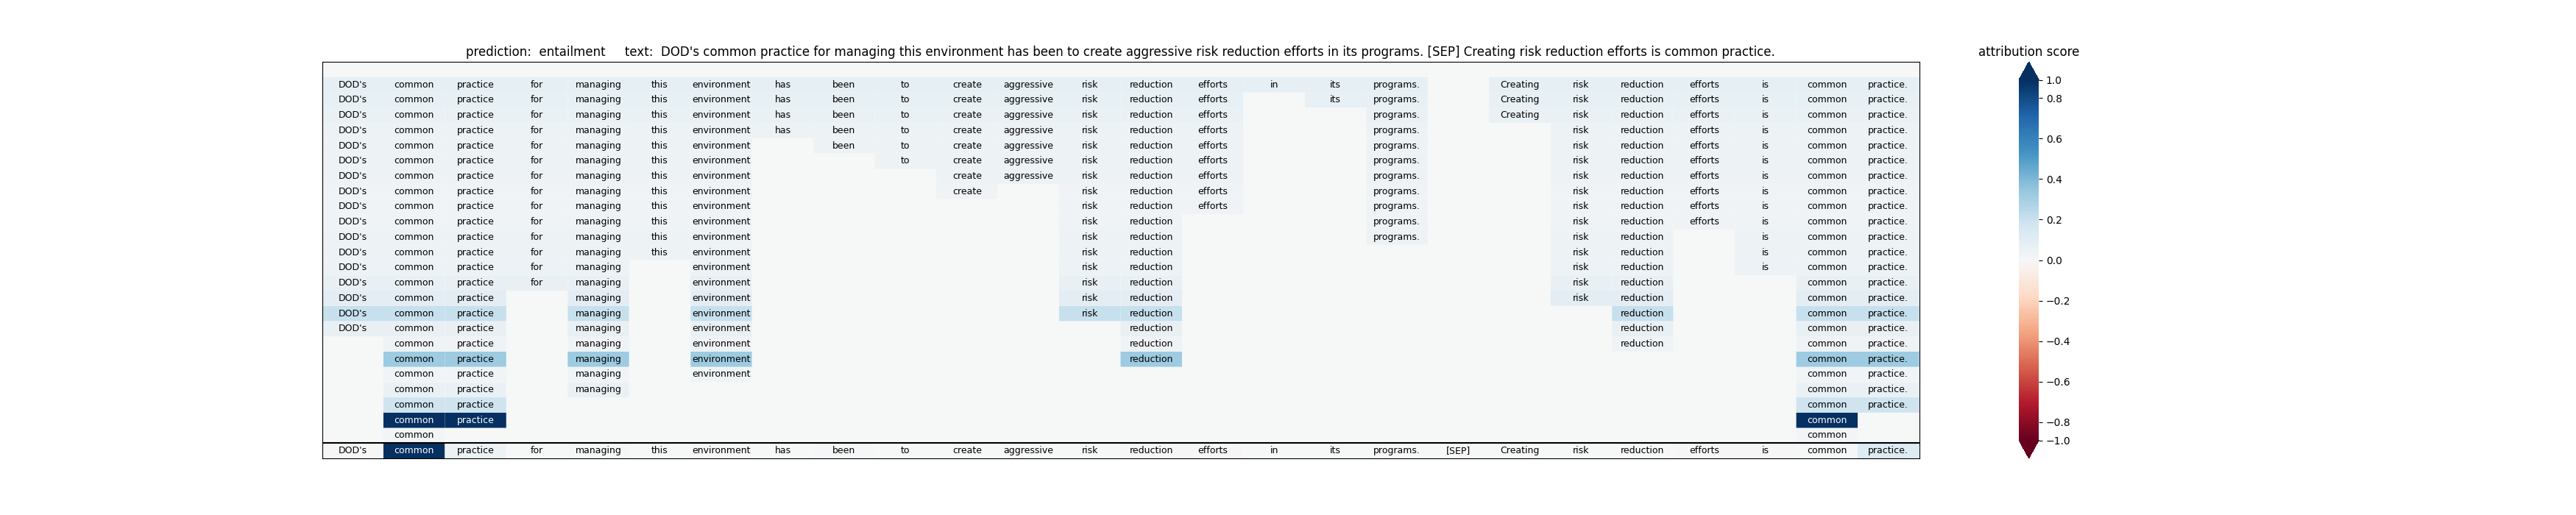 prediction:  entailment     text:  DOD's common practice for managing this environment has been to create aggressive risk reduction efforts in its programs. [SEP] Creating risk reduction efforts is common practice.
DOD's common practice for managing this environment has been to create aggressive risk reduction efforts in its programs. Creating risk reduction efforts is common practice.
DOD's common practice for managing this environment has been to create aggressive risk reduction efforts its programs. Creating risk reduction efforts is common practice.
DOD's common practice for managing this environment has been to create aggressive risk reduction efforts programs. Creating risk reduction efforts is common practice.
DOD's common practice for managing this environment has been to create aggressive risk reduction efforts programs. risk reduction efforts is common practice.
DOD's common practice for managing this environment been to create aggressive risk reduction efforts programs. risk reduction efforts is common practice.
DOD's common practice for managing this environment to create aggressive risk reduction efforts programs. risk reduction efforts is common practice.
DOD's common practice for managing this environment create aggressive risk reduction efforts programs. risk reduction efforts is common practice.
DOD's common practice for managing this environment create risk reduction efforts programs. risk reduction efforts is common practice.
DOD's common practice for managing this environment risk reduction efforts programs. risk reduction efforts is common practice.
DOD's common practice for managing this environment risk reduction programs. risk reduction efforts is common practice.
DOD's common practice for managing this environment risk reduction programs. risk reduction is common practice.
DOD's common practice for managing this environment risk reduction risk reduction is common practice.
DOD's common practice for managing environment risk reduction risk reduction is common practice.
DOD's common practice for managing environment risk reduction risk reduction common practice.
DOD's common practice managing environment risk reduction risk reduction common practice.
DOD's common practice managing environment risk reduction reduction common practice.
DOD's common practice managing environment reduction reduction common practice.
common practice managing environment reduction reduction common practice.
common practice managing environment reduction common practice.
common practice managing environment common practice.
common practice managing common practice.
common practice common practice.
common practice common
common common
DOD's common practice for managing this environment has been to create aggressive risk reduction efforts in its programs. [SEP] Creating risk reduction efforts is common practice.
attribution score
1.0
0.8
0.6
0.4
0.2
0.0
−0.2
−0.4
−0.6
−0.8
−1.0